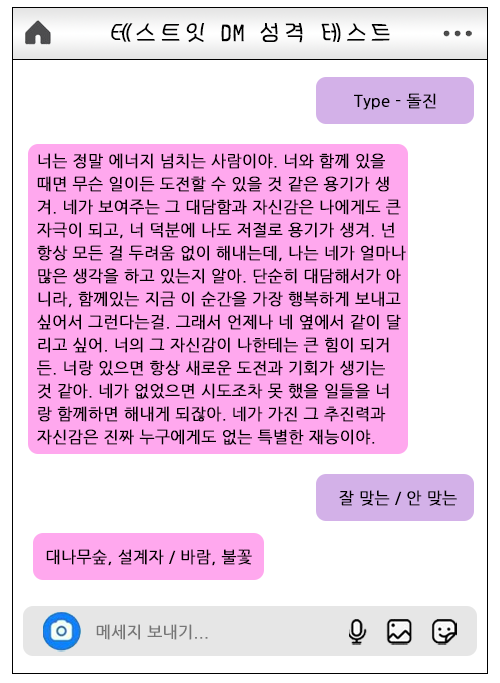 테스트잇 DM 성격 테스트
Type - 돌진
너는 정말 에너지 넘치는 사람이야. 너와 함께 있을
때면 무슨 일이든 도전할 수 있을 것 같은 용기가 생
겨. 네가 보여주는 그 대담함과 자신감은 나에게도 큰
자극이 되고, 너 덕분에 나도 저절로 용기가 생겨. 넌
항상 모든 걸 두려움 없이 해내는데, 나는 네가 얼마나
많은 생각을 하고 있는지 알아. 단순히 대담해서가 아
니라, 함께있는 지금 이 순간을 가장 행복하게 보내고
싶어서 그런다는걸. 그래서 언제나 네 옆에서 같이 달
리고 싶어. 너의 그 자신감이 나한테는 큰 힘이 되거
든. 너랑 있으면 항상 새로운 도전과 기회가 생기는
것 같아. 네가 없었으면 시도조차 못 했을 일들을 너
랑 함께하면 해내게 되잖아. 네가 가진 그 추진력과
자신감은 진짜 누구에게도 없는 특별한 재능이야.
잘 맞는 / 안 맞는
대나무숲, 설계자 / 바람, 불꽃
메세지 보내기...